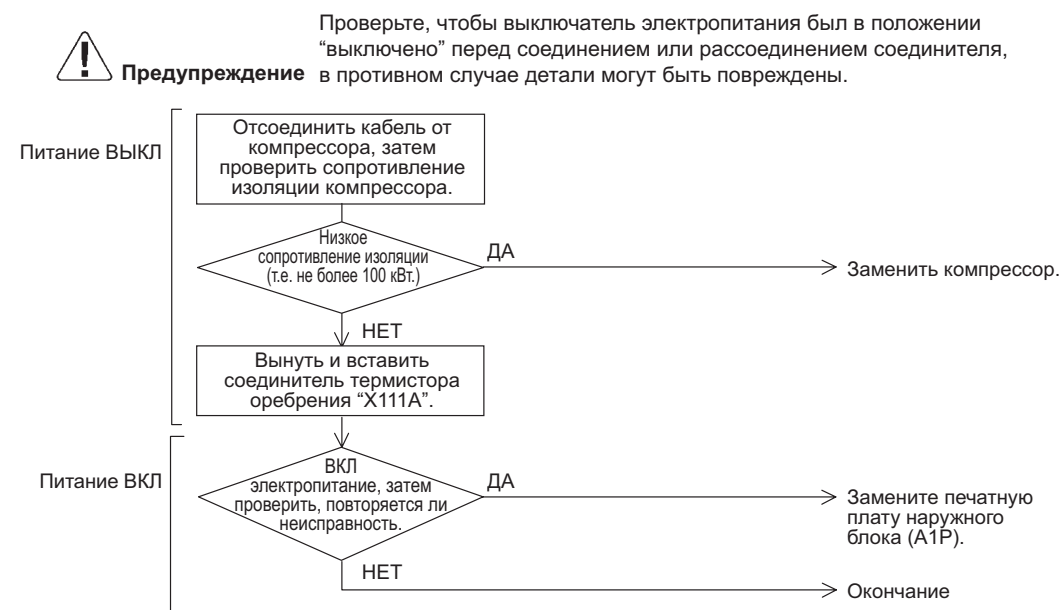 Проверьте, чтобы выключатель электропитания был в положении
“выключено” перед соединением или рассоединением соединителя,
Предупреждение в противном случае детали могут быть повреждены.
Питание ВЫКЛ
Отсоединить кабель от
компрессора, затем
проверить сопротивление
изоляции компрессора.
Низкое
сопротивление изоляции
(т.е. не более 100 кВт.)
ДА
Заменить компрессор.
НЕТ
Вынуть и вставить
соединитель термистора
оребрения “X111A”.
Питание ВКЛ
ВКЛ
электропитание, затем
проверить, повторяется ли
неисправность.
ДА
Замените печатную
плату наружного
блока (A1P).
НЕТ
Окончание